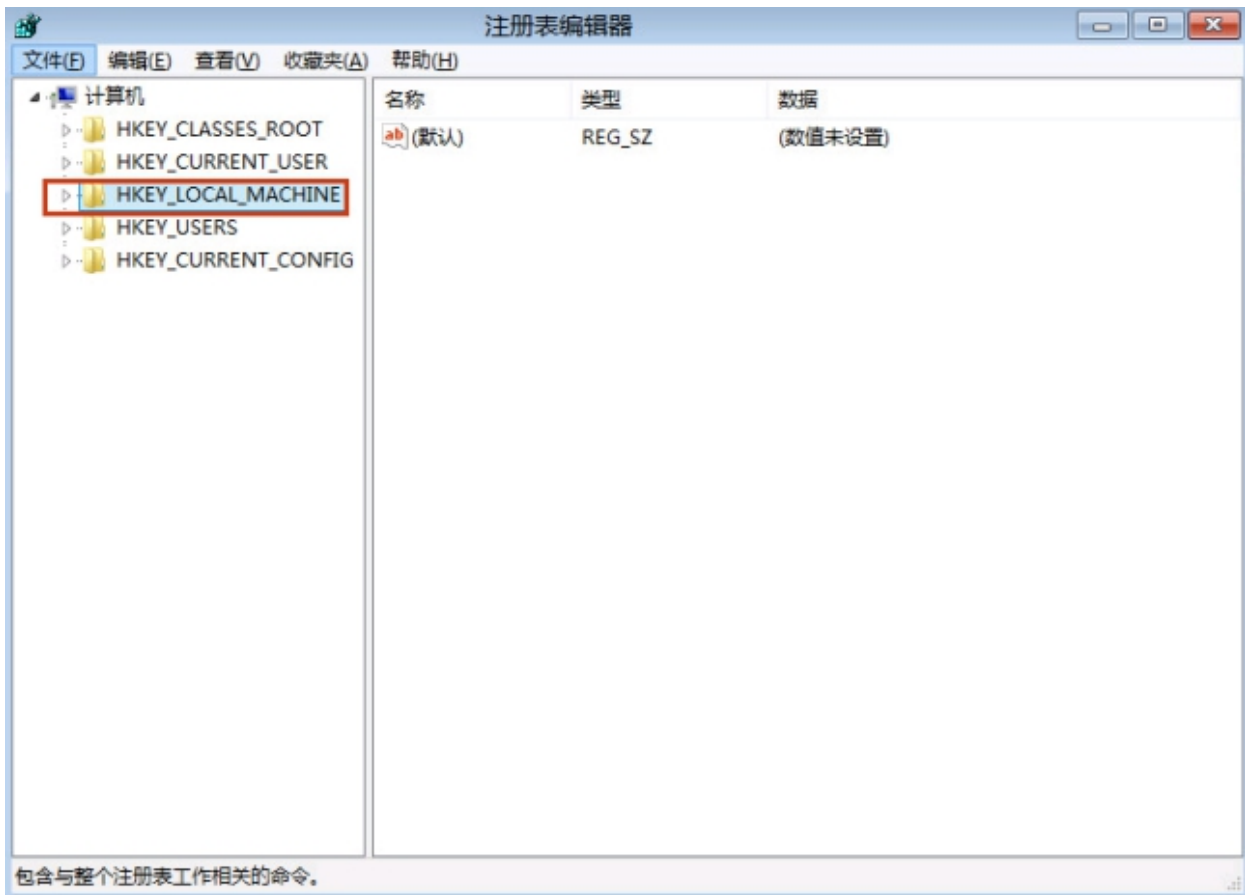 注册表编辑器
文件(F) 编辑(E) 查看(V) 收藏夹(A) 帮助(H)
计算机
HKEY_CLASSES_ROOT
HKEY_CURRENT_USER
HKEY_LOCAL_MACHINE
HKEY_USERS
HKEY_CURRENT_CONFIG
名称 类型 数据
ab (默认) REG_SZ (数值未设置)
包含与整个注册表工作相关的命令。